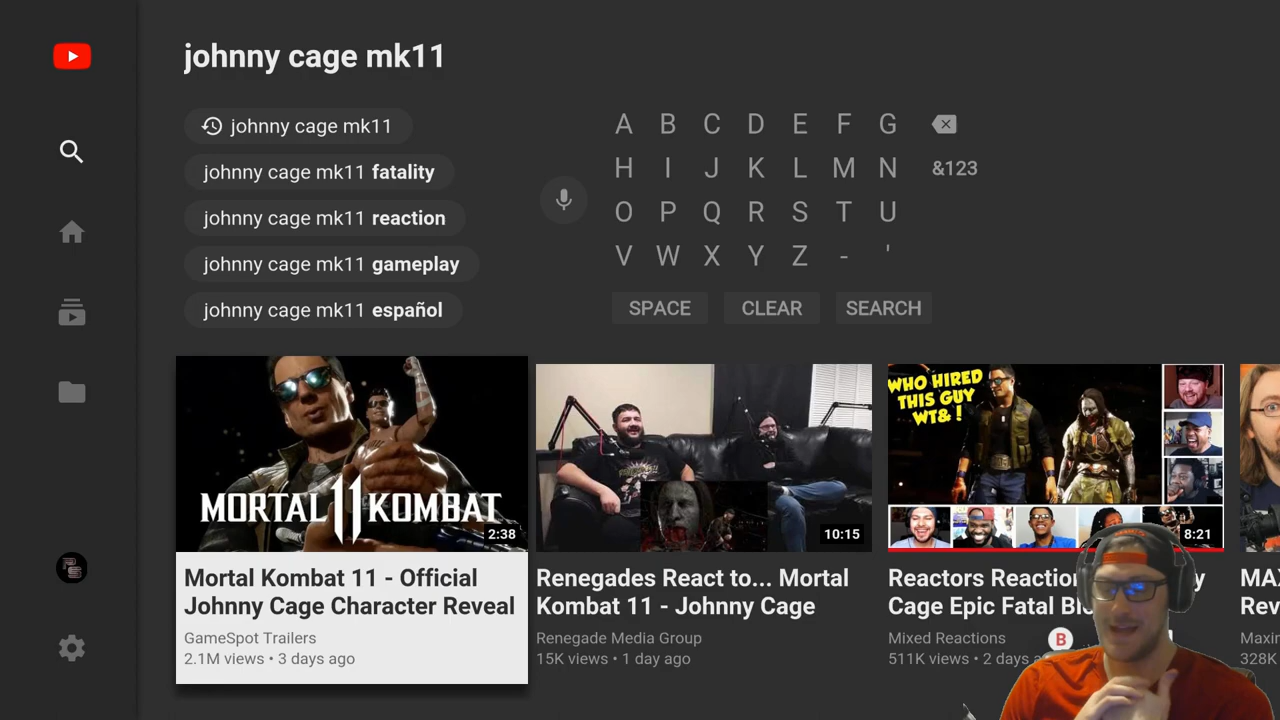 johnny cage mk11
johnny cage mk11
johnny cage mk11 fatality
johnny cage mk11 reaction
johnny cage mk11 gameplay
johnny cage mk11 español
A B C D E F G
H I J K L M N &123
O P Q R S T U
V W X Y Z - '
SPACE CLEAR SEARCH
MORTAL 11 KOMBAT
2:38
Mortal Kombat 11 - Official
Johnny Cage Character Reveal
GameSpot Trailers
2.1M views • 3 days ago
10:15
Renegades React to... Mortal
Kombat 11 - Johnny Cage
Renegade Media Group
15K views • 1 day ago
WHO HIRED
THIS GUY
WT&!
8:21
Reactors
Cage Epic Fatal
Mixed Reactions
511K views • 2 days
B
328K